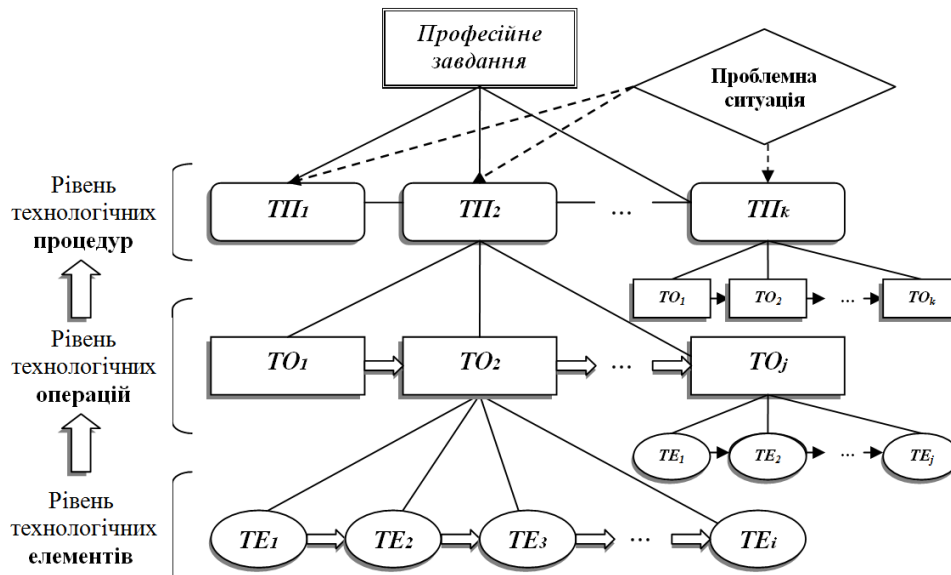 Професійне
завдання
Проблемна
ситуація
Рівень
технологічних
процедур
ТП1
ТП2
...
ТПk
ТО1
ТО2
...
ТОk
Рівень
технологічних
операцій
ТО1
ТО2
...
ТОj
ТЕ1
ТЕ2
...
ТЕj
Рівень
технологічних
елементів
ТЕ1
ТЕ2
ТЕ3
...
ТЕi